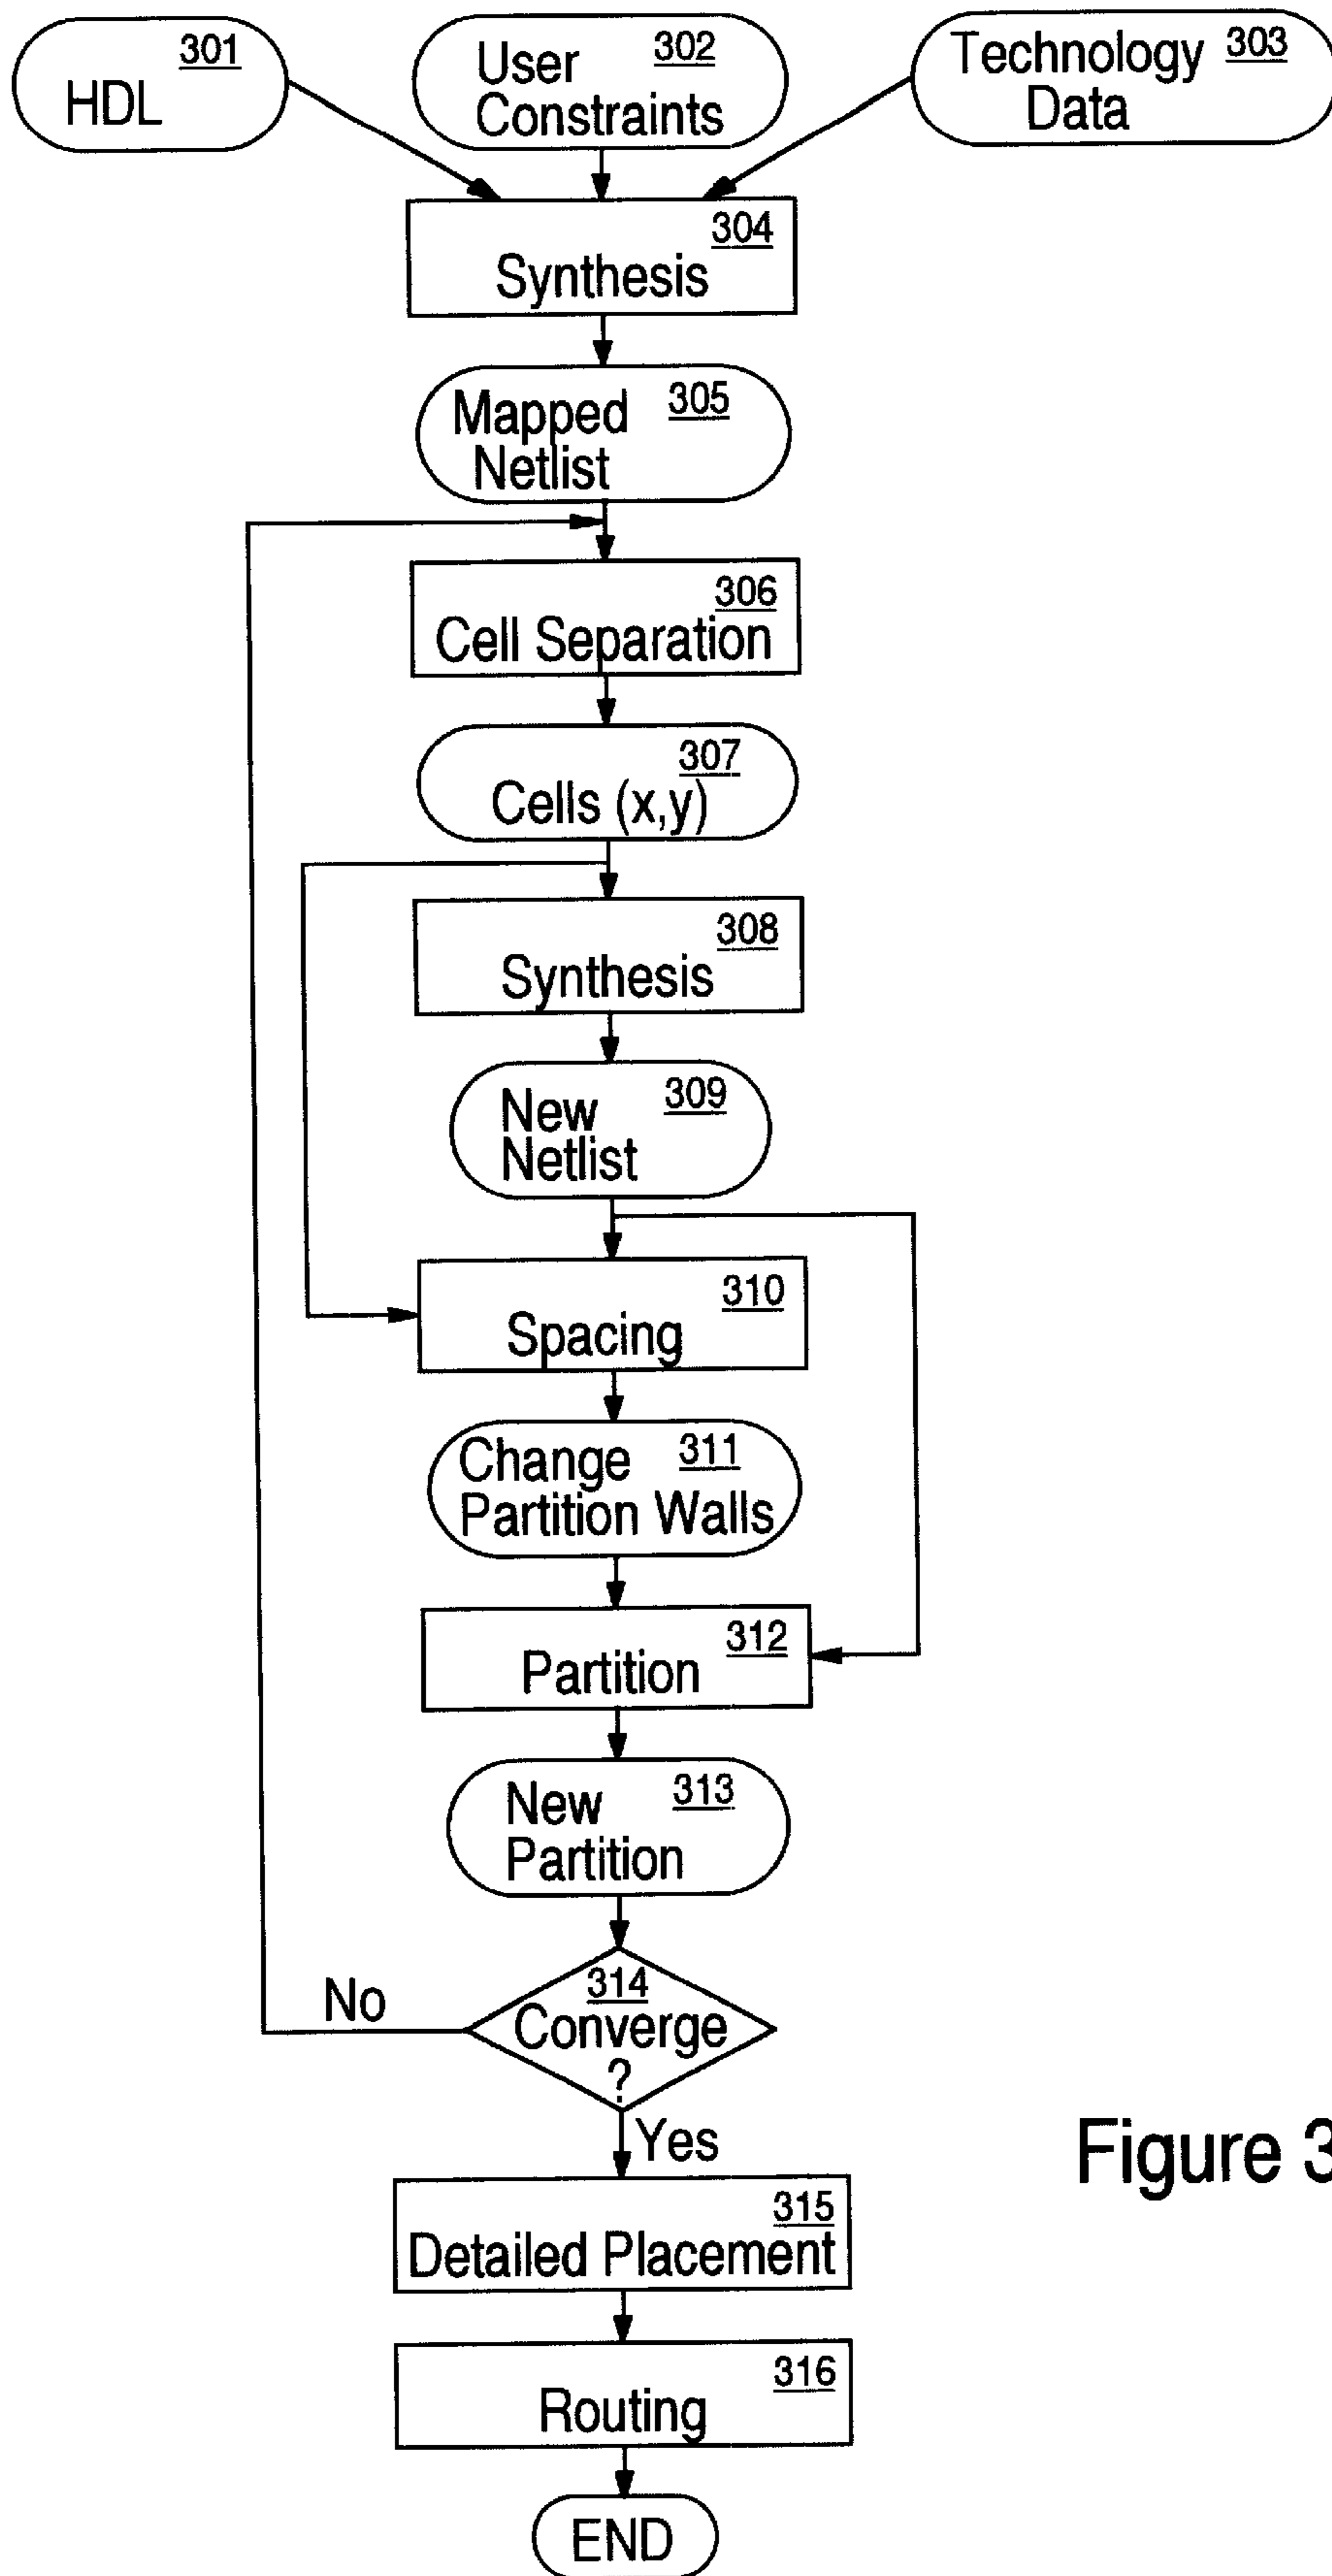 301
HDL
User 302
Constraints
Technology 303
Data
304
Synthesis
Mapped 305
Netlist
306
Cell Separation
307
Cells (x,y)
308
Synthesis
New 309
Netlist
310
Spacing
Change 311
Partition Walls
312
Partition
New 313
Partition
314
Converge
?
No
Yes
315
Detailed Placement
316
Routing
END
Figure 3